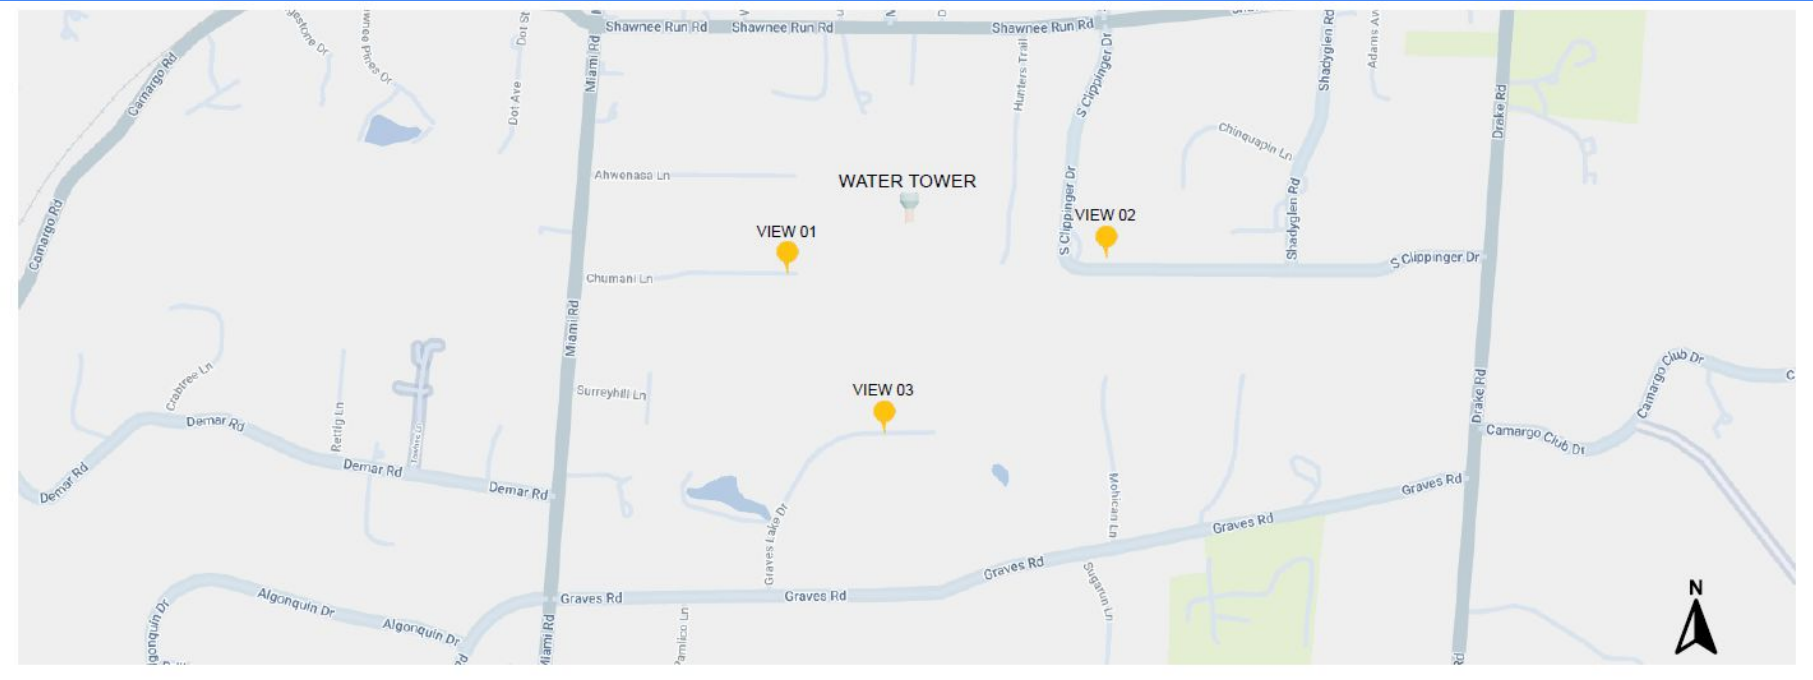 Shawnee Run Rd
Shawnee Run Rd
Shawnee Run Rd
Camargo Rd
Dot St
Dot Ave
Miami Rd
Hunters Trail
S Clippinger Dr
Shadyglen Rd
Adams Av
Drake Rd
Chinquapin Ln
Ahwenasa Ln
WATER TOWER
S Clippinger Dr
VIEW 02
Shadyglen Rd
Camargo Rd
VIEW 01
S Clippinger Dr
S Clippinger Dr
Chumani Ln
Miami Rd
Crabtree Ln
Surreyhill Ln
VIEW 03
Drake Rd
Camargo Club Dr
Demar Rd
Rettig Ln
Camargo Club Dr
Demar Rd
Demar Rd
Demar Rd
Mohican Ln
Graves Rd
Graves Lake Dr
Graves Rd
Graves Rd
Graves Rd
Graves Rd
Sugarun Ln
N
Algonquin Dr
Algonquin Dr
Pamlico Ln
Miami Rd
Rd
Rd